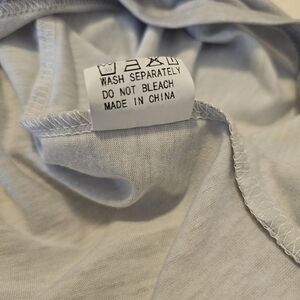 WASH SEPARATELY
DO NOT BLEACH
MADE IN CHINA